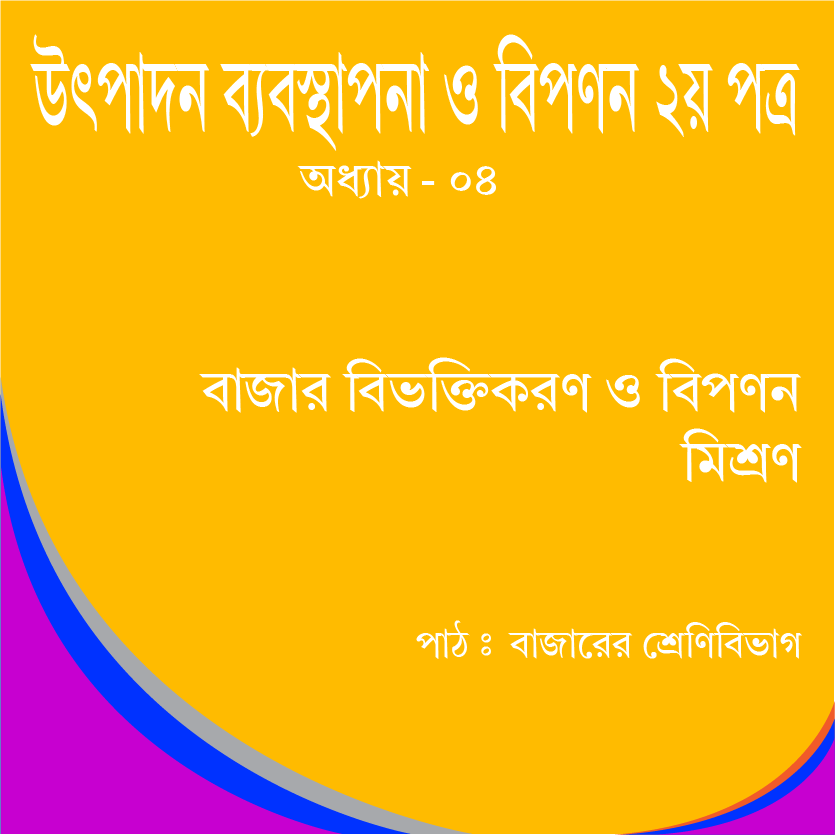 উৎপাদন ব্যবস্থাপনা ও বিপণন ২য় পত্র
অধ্যায় - ০৪
বাজার বিভক্তিকরণ ও বিপণন
মিশ্রণ
পাঠ ঃ বাজারের শ্রেণিবিভাগ